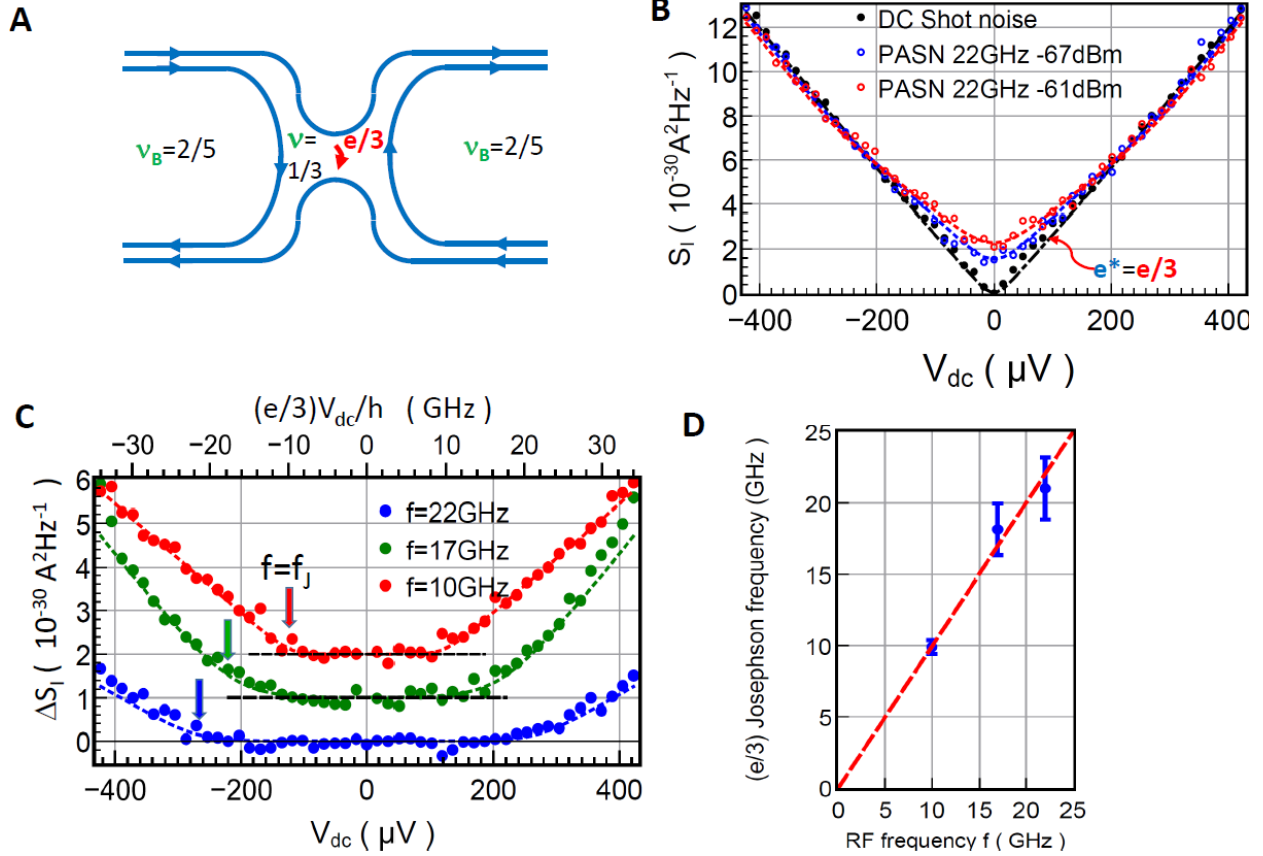 A
ν_B=2/5
ν=
1/3
e/3
ν_B=2/5
B
S_I ( 10^-30 A^2Hz^-1 )
12
10
8
6
4
2
0
DC Shot noise
PASN 22GHz -67dBm
PASN 22GHz -61dBm
e*=e/3
−400 −200 0 200 400
V_dc ( µV )
C
(e/3)V_dc/h ( GHz )
−30 −20 −10 0 10 20 30
ΔS_I ( 10^-30 A^2Hz^-1 )
6
5
4
3
2
1
0
f=22GHz
f=17GHz
f=10GHz
f=f_J
−400 −200 0 200 400
V_dc ( µV )
D
(e/3) Josephson frequency (GHz)
25
20
15
10
5
0
0 5 10 15 20 25
RF frequency f ( GHz )